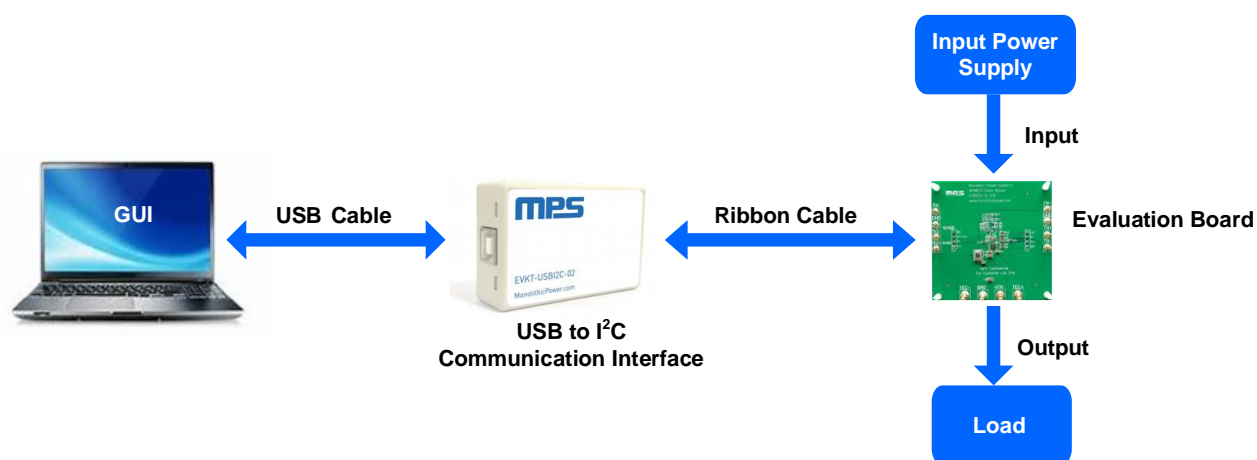 Input Power
Supply
Input
GUI
USB Cable
MPS
EVKT-USBI2C-02
MonolithicPower.com
Ribbon Cable
MPS
Evaluation Board
USB to I²C
Communication Interface
Output
Load